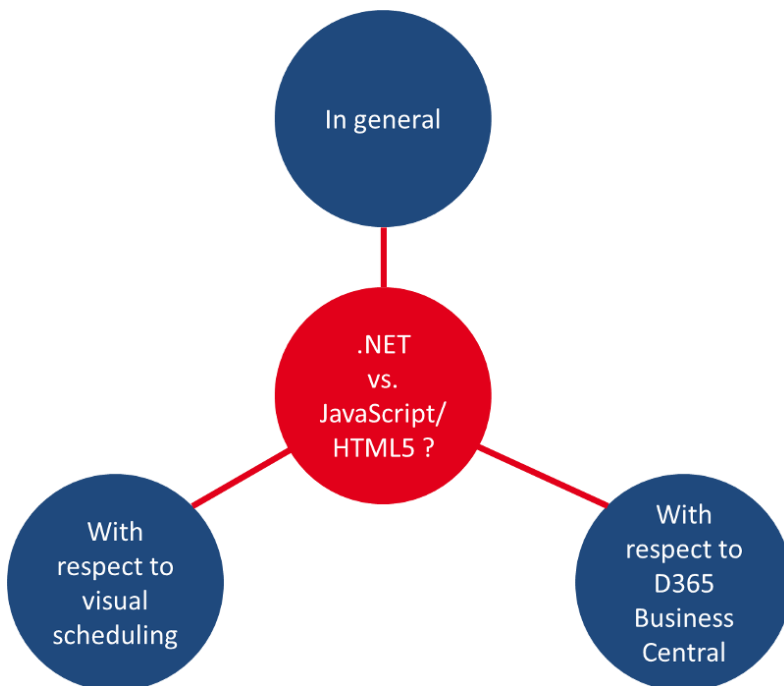 In general
.NET
vs.
JavaScript/
HTML5 ?
With
respect to
visual
scheduling
With
respect to
D365
Business
Central